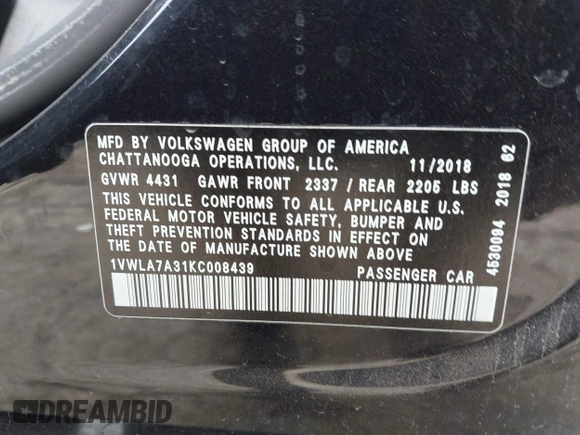 MFD BY VOLKSWAGEN GROUP OF AMERICA
CHATTANOOGA OPERATIONS, LLC. 11/2018
GVWR 4431 GAWR FRONT 2337 / REAR 2205 LBS
THIS VEHICLE CONFORMS TO ALL APPLICABLE U.S.
FEDERAL MOTOR VEHICLE SAFETY, BUMPER AND
THEFT PREVENTION STANDARDS IN EFFECT ON
THE DATE OF MANUFACTURE SHOWN ABOVE
1VWLA7A31KC008439 PASSENGER CAR
4530094 2018 62
DREAMBID